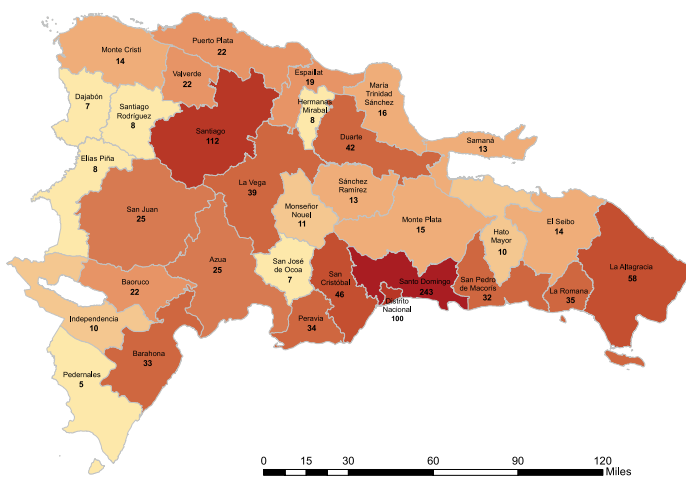 Puerto Plata
22
Monte Cristi
14
Valverde
22
Espaillat
19
María
Trinidad
Sánchez
16
Dajabón
7
Santiago
Rodríguez
8
Hermanas
Mirabal
8
Santiago
112
Duarte
42
Samaná
13
Elías Piña
8
La Vega
39
Sánchez
Ramírez
13
San Juan
25
Monseñor
Nouel
11
Monte Plata
15
El Seibo
14
Hato
Mayor
10
Azua
25
San José
de Ocoa
7
La Altagracia
58
San
Cristóbal
46
Santo Domingo
243
San Pedro
de Macorís
32
La Romana
35
Baoruco
22
Distrito
Nacional
100
Independencia
10
Peravia
34
Barahona
33
Pedernales
5
0 15 30 60 90 120
Miles